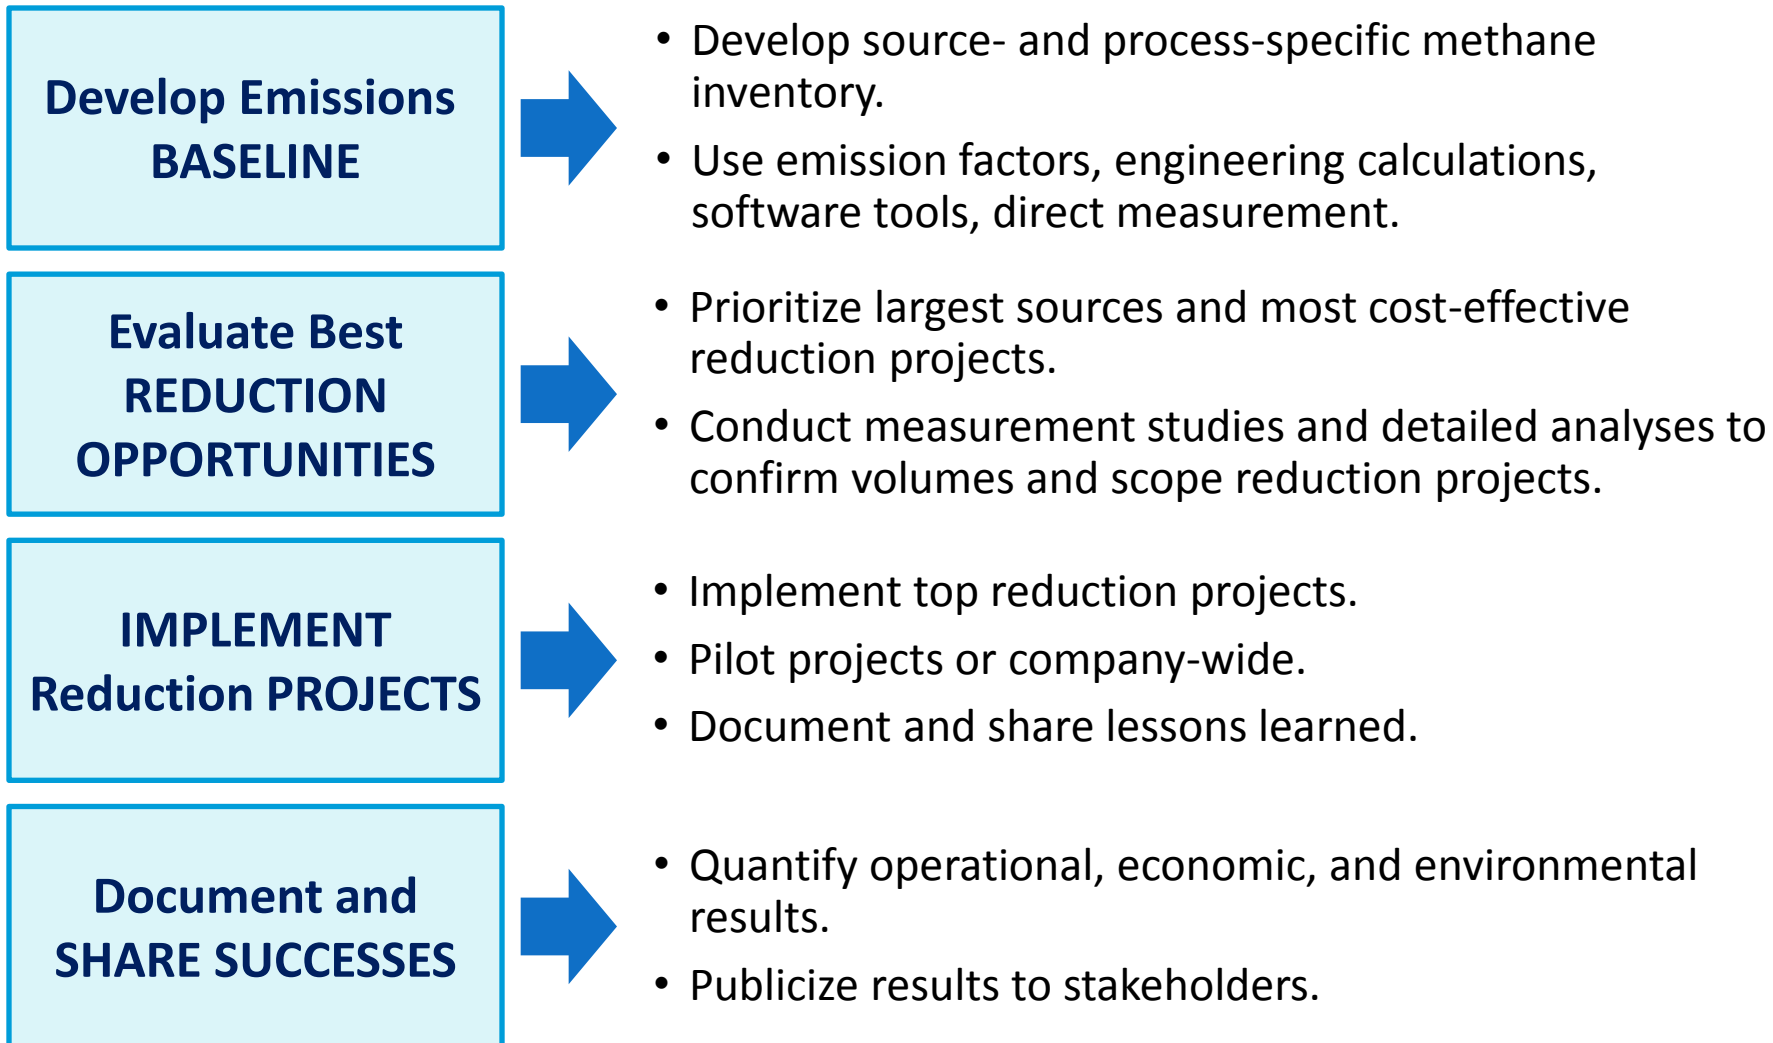 Develop Emissions
BASELINE
• Develop source- and process-specific methane
inventory.
• Use emission factors, engineering calculations,
software tools, direct measurement.
Evaluate Best
REDUCTION
OPPORTUNITIES
• Prioritize largest sources and most cost-effective
reduction projects.
• Conduct measurement studies and detailed analyses to
confirm volumes and scope reduction projects.
IMPLEMENT
Reduction PROJECTS
• Implement top reduction projects.
• Pilot projects or company-wide.
• Document and share lessons learned.
Document and
SHARE SUCCESSES
• Quantify operational, economic, and environmental
results.
• Publicize results to stakeholders.